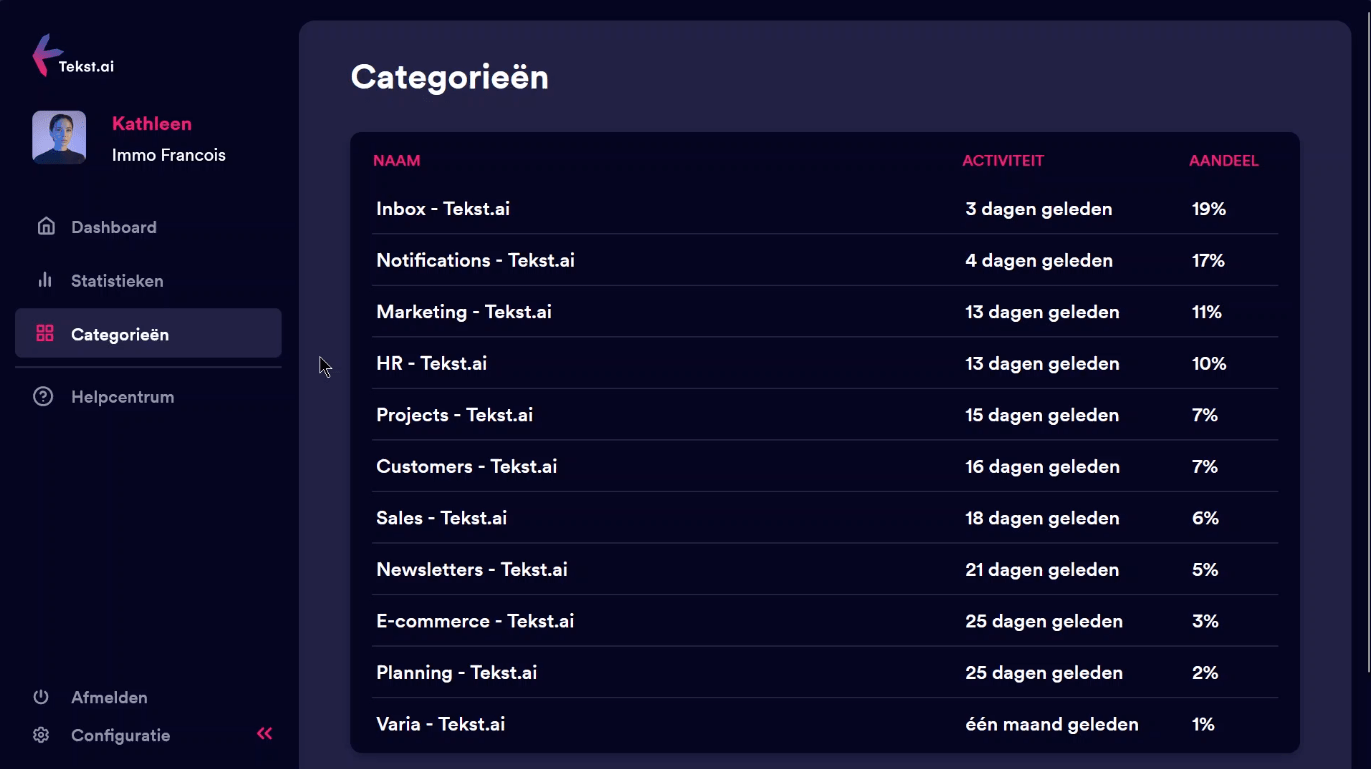 Tekst.ai
Kathleen
Immo Francois
Dashboard
Statistieken
Categorieën
Helpcentrum
Afmelden
Configuratie
Categorieën
NAAM ACTIVITEIT AANDEEL
Inbox - Tekst.ai 3 dagen geleden 19%
Notifications - Tekst.ai 4 dagen geleden 17%
Marketing - Tekst.ai 13 dagen geleden 11%
HR - Tekst.ai 13 dagen geleden 10%
Projects - Tekst.ai 15 dagen geleden 7%
Customers - Tekst.ai 16 dagen geleden 7%
Sales - Tekst.ai 18 dagen geleden 6%
Newsletters - Tekst.ai 21 dagen geleden 5%
E-commerce - Tekst.ai 25 dagen geleden 3%
Planning - Tekst.ai 25 dagen geleden 2%
Varia - Tekst.ai één maand geleden 1%